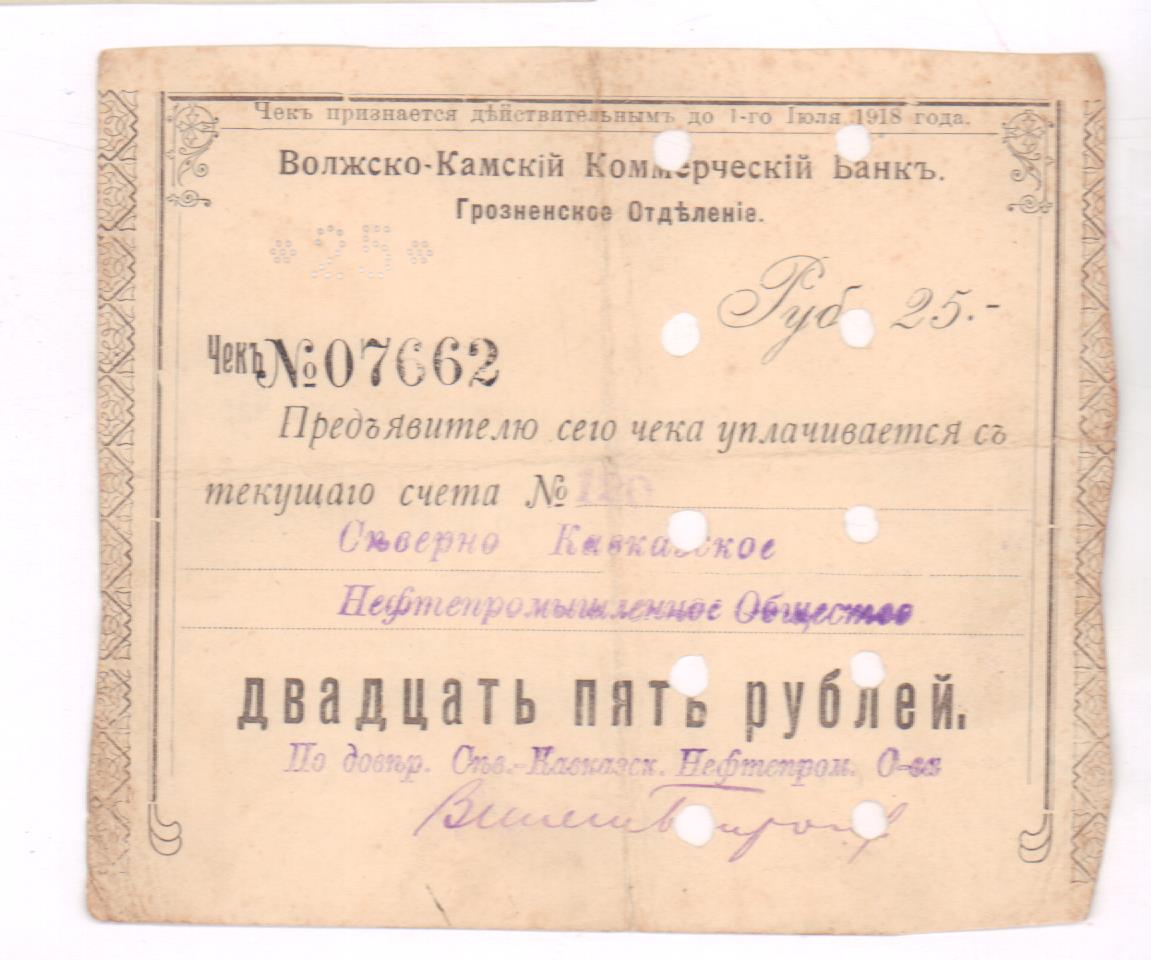 Чекъ признается дѣйствительнымъ до 1-го Іюля 1918 года.
Волжско-Камскій Коммерческій Банкъ.
Грозненское Отдѣленіе.
*25*
Руб. 25.-
Чекъ №07662
Предъявителю сего чека уплачивается съ
текущаго счета № 120
Сѣверно Кавказское
Нефтепромышленное Общество
двадцать пять рублей.
По довѣр. Сѣв.-Кавказск. Нефтепром. О-ва